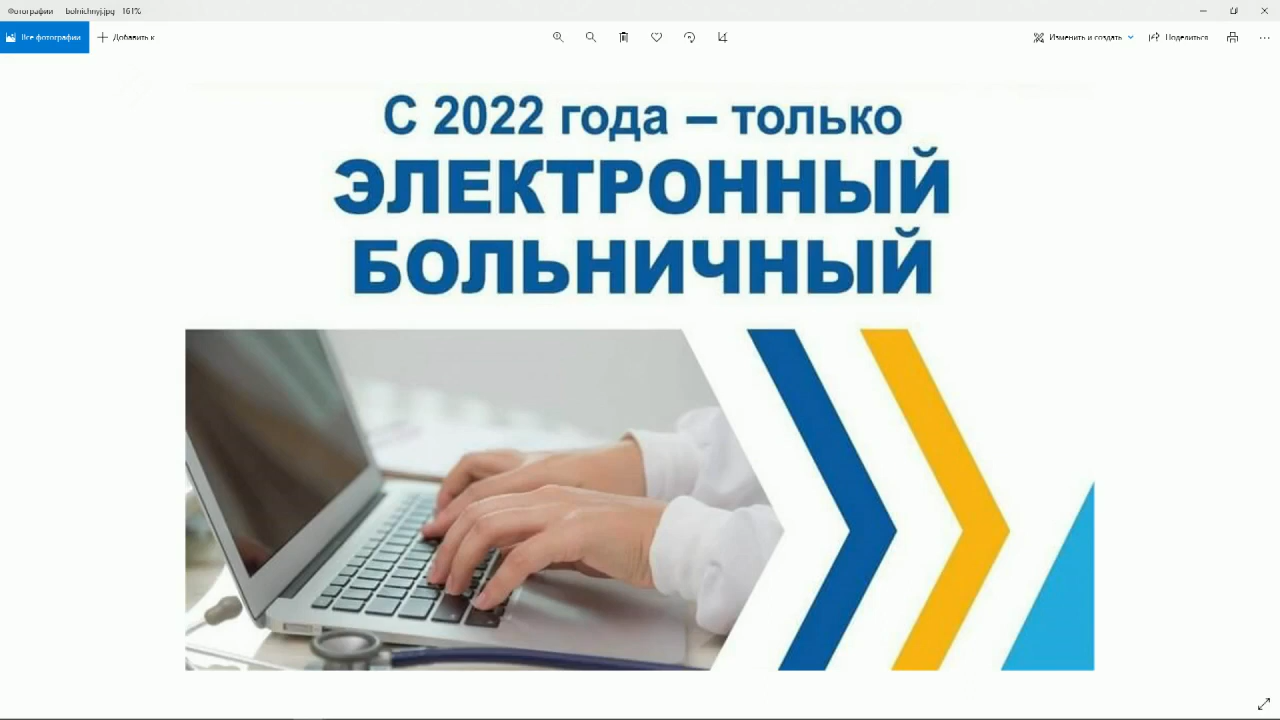 Фотографии - bolnichnyj.jpg - 161%
Все фотографии
Добавить к
Изменить и создать
Поделиться
С 2022 года – только
ЭЛЕКТРОННЫЙ
БОЛЬНИЧНЫЙ